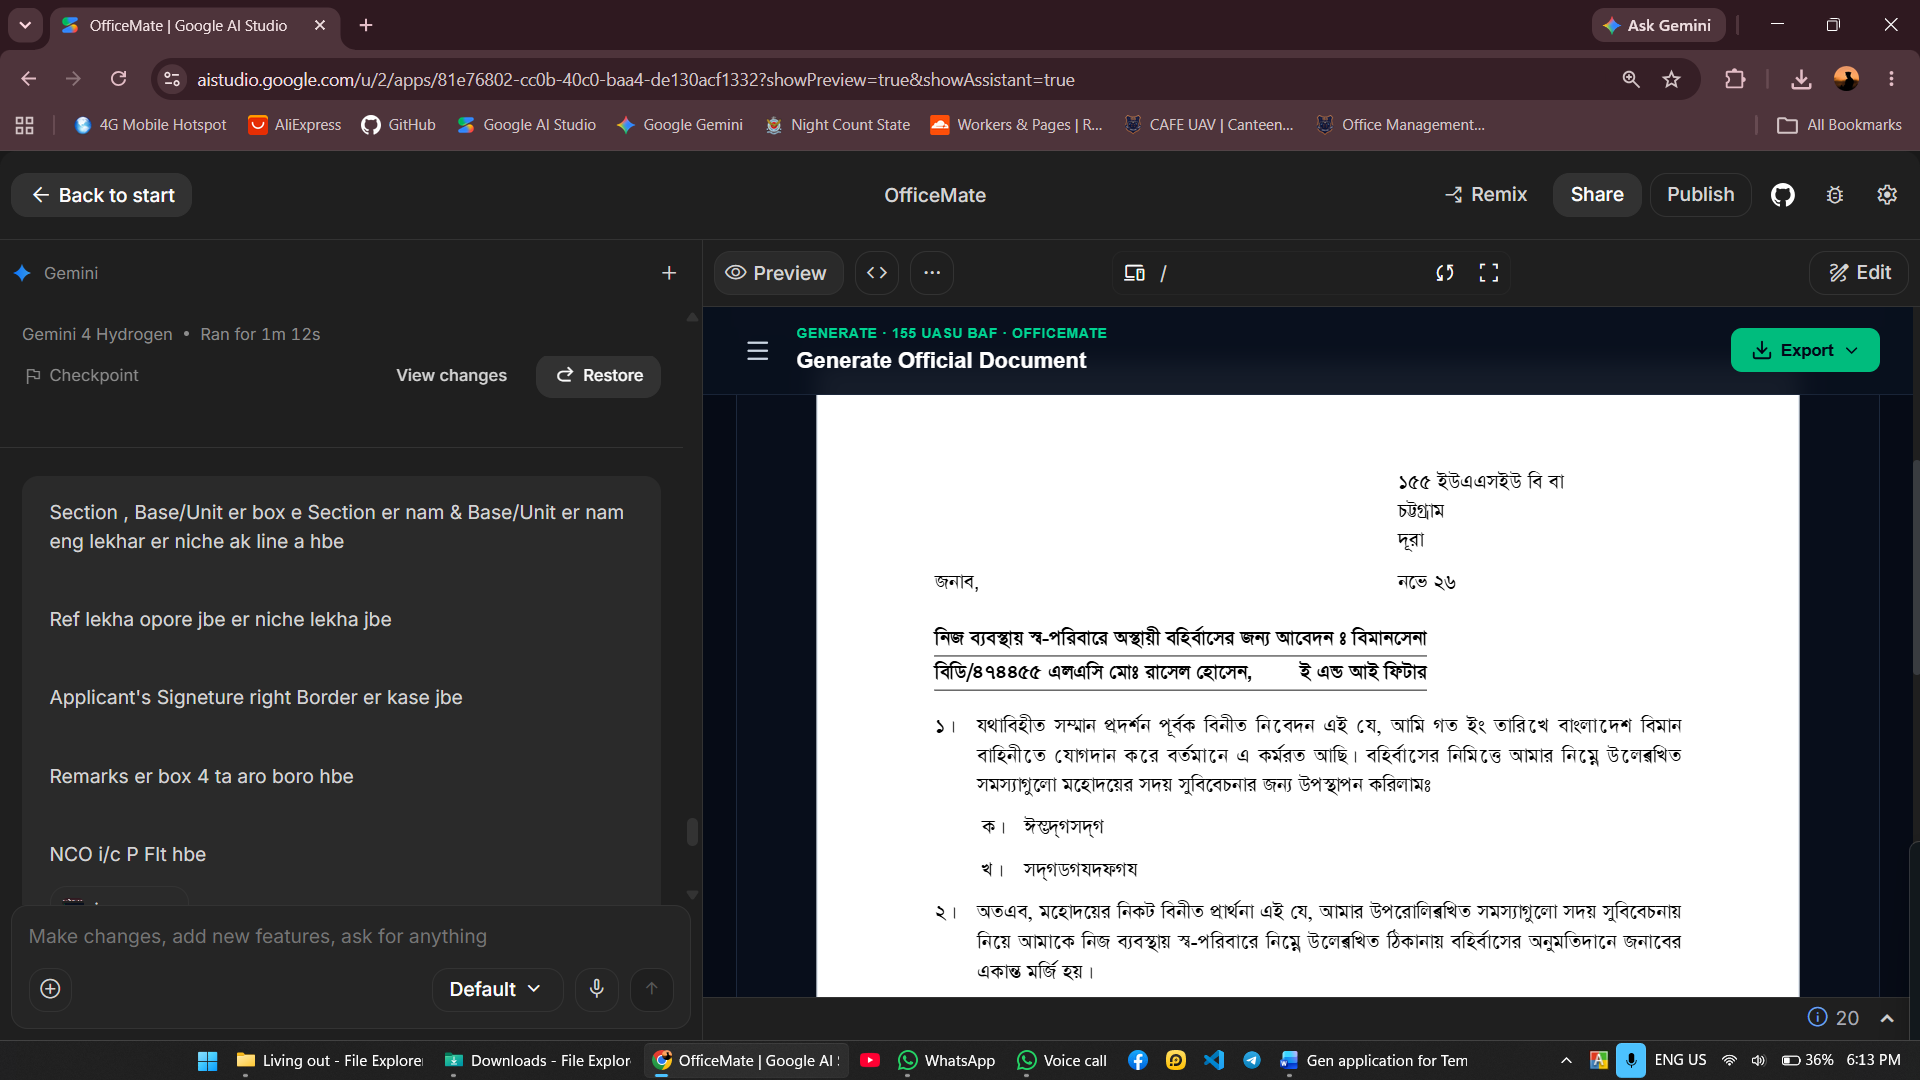 OfficeMate | Google AI Studio
Ask Gemini
aistudio.google.com/u/2/apps/81e76802-cc0b-40c0-baa4-de130acf1332?showPreview=true&showAssistant=true
4G Mobile Hotspot
AliExpress
GitHub
Google AI Studio
Google Gemini
Night Count State
Workers & Pages | R...
CAFE UAV | Canteen...
Office Management...
All Bookmarks
Back to start
OfficeMate
Remix
Share
Publish
Gemini
Preview
/
Edit
Gemini 4 Hydrogen • Ran for 1m 12s
Checkpoint
View changes
Restore
Section , Base/Unit er box e Section er nam & Base/Unit er nam
eng lekhar er niche ak line a hbe
Ref lekha opore jbe er niche lekha jbe
Applicant's Signeture right Border er kase jbe
Remarks er box 4 ta aro boro hbe
NCO i/c P Flt hbe
Make changes, add new features, ask for anything
Default
GENERATE · 155 UASU BAF · OFFICEMATE
Generate Official Document
Export
১৫৫ ইউএএসইউ বি বা
চট্টগ্রাম
দূরা
জনাব,
নভে ২৬
নিজ ব্যবস্থায় স্ব-পরিবারে অস্থায়ী বহির্বাসের জন্য আবেদন ঃ বিমানসেনা
বিডি/৪৭৪৪৫৫ এলএসি মোঃ রাসেল হোসেন, ই এন্ড আই ফিটার
১। যথাবিহীত সম্মান প্রদর্শন পূর্বক বিনীত নিবেদন এই যে, আমি গত ইং তারিখে বাংলাদেশ বিমান
বাহিনীতে যোগদান করে বর্তমানে এ কর্মরত আছি। বহির্বাসের নিমিত্তে আমার নিম্নে
সমস্যাগুলো মহোদয়ের সদয় সুবিবেচনার জন্য উপস্থাপন করিলামঃ
ক।
খ। সদ্গডগযদফগয
২। অতএব, মহোদয়ের নিকট বিনীত প্রার্থনা এই যে, আমার সমস্যাগুলো সদয় সুবিবেচনায়
নিয়ে আমাকে নিজ ব্যবস্থায় স্ব-পরিবারে নিম্নে ঠিকানায় বহির্বাসের অনুমতিদানে জনাবের
একান্ত মর্জি হয়।
20
Living out - File Explorer
Downloads - File Explor
OfficeMate | Google AI S
WhatsApp
Voice call
Gen application for Tem
ENG US
36%
6:13 PM